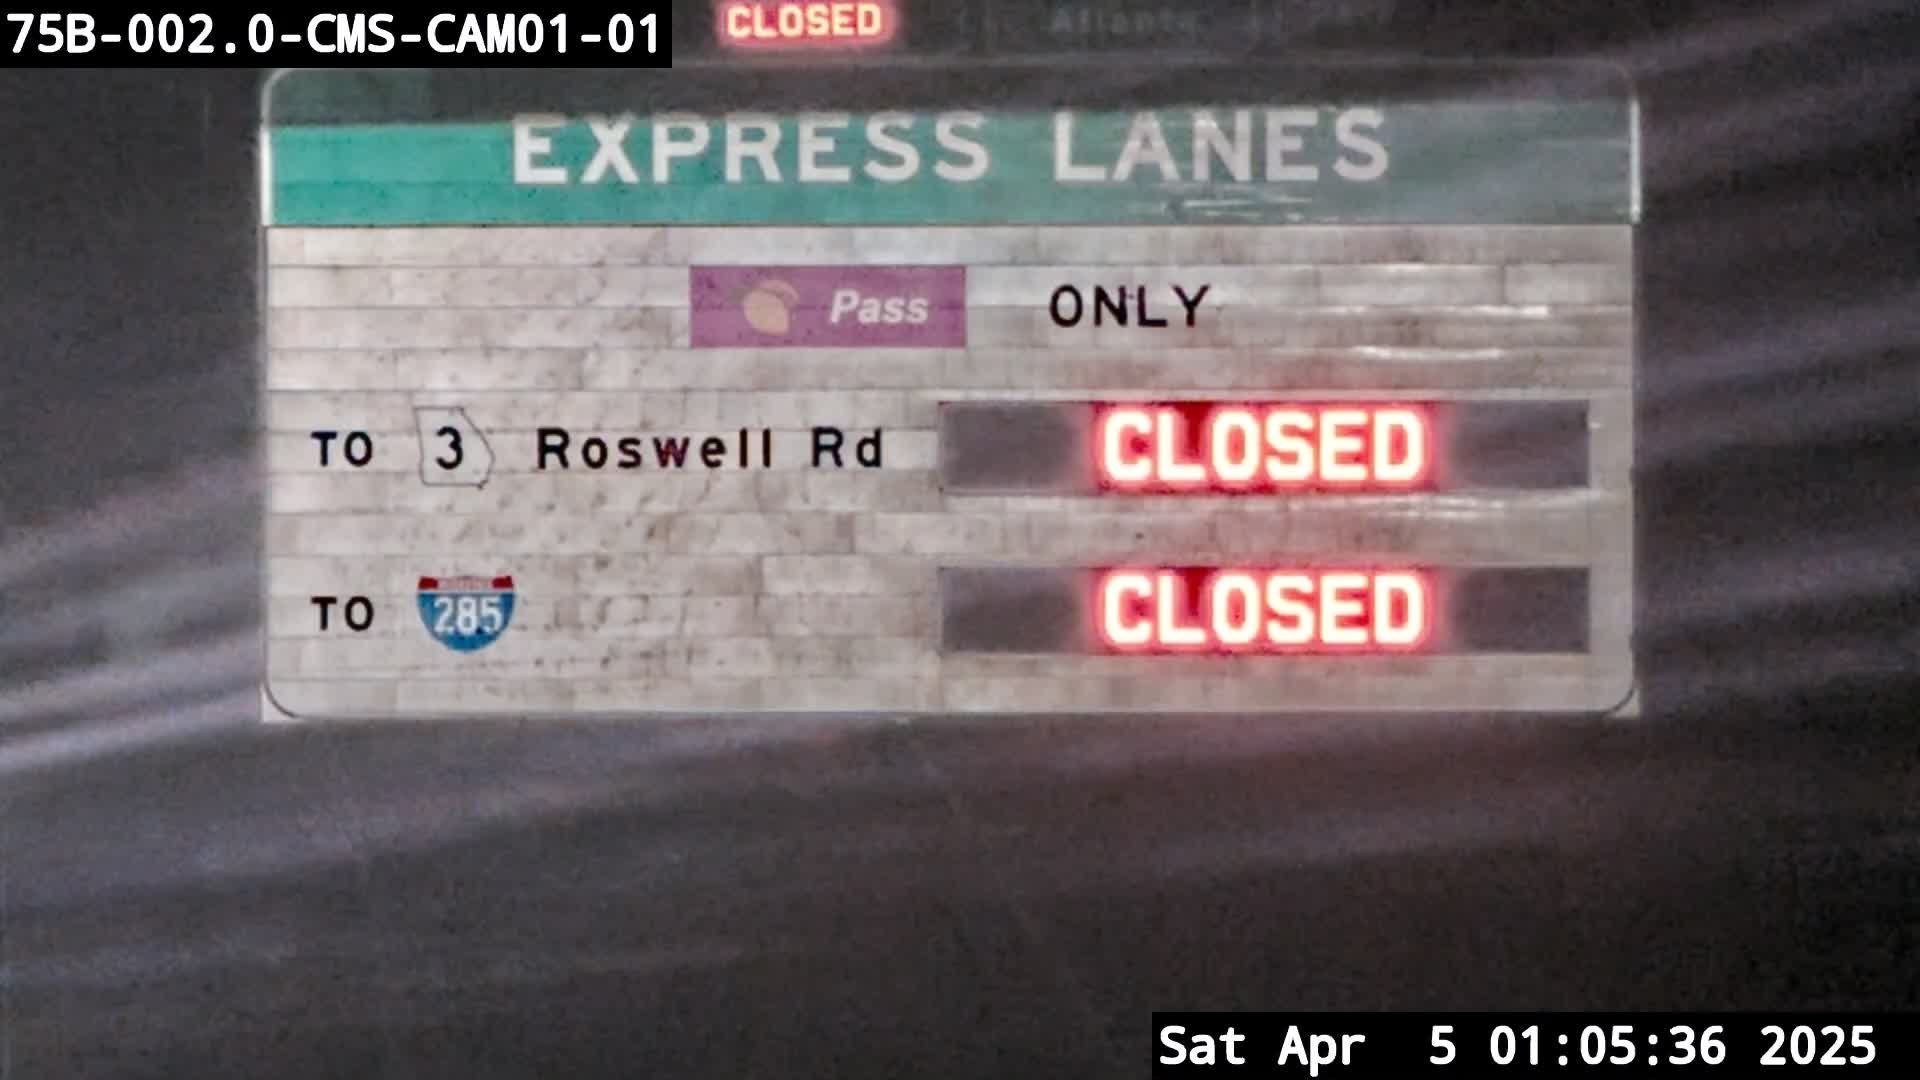 75B-002.0-CMS-CAM01-01
CLOSED
Atlanta
EXPRESS LANES
Pass ONLY
TO 3 Roswell Rd CLOSED
TO 285 CLOSED
Sat Apr 5 01:05:36 2025